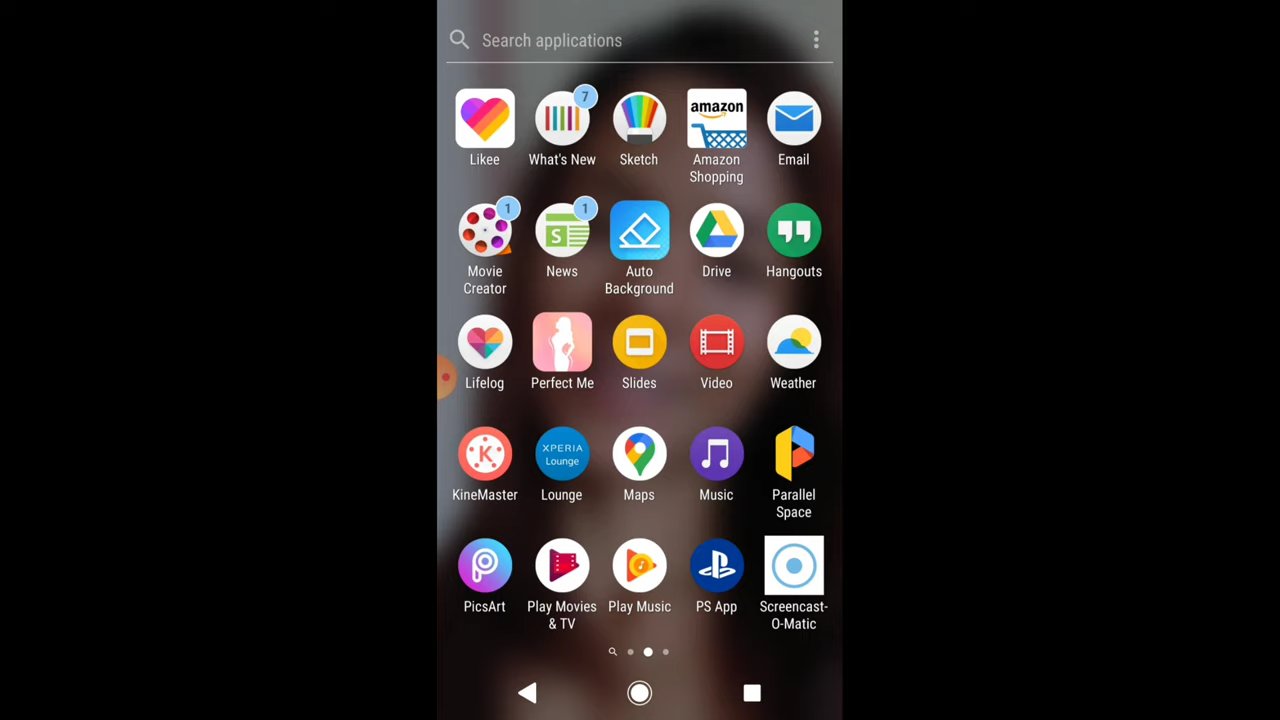 Search applications
7
amazon
Likee
What's New
Sketch
Amazon
Shopping
Email
1
1
S
Movie
Creator
News
Auto
Background
Drive
Hangouts
Lifelog
Perfect Me
Slides
Video
Weather
K
XPERIA
Lounge
KineMaster
Lounge
Maps
Music
Parallel
Space
PicsArt
Play Movies
& TV
Play Music
PS App
Screencast-
O-Matic